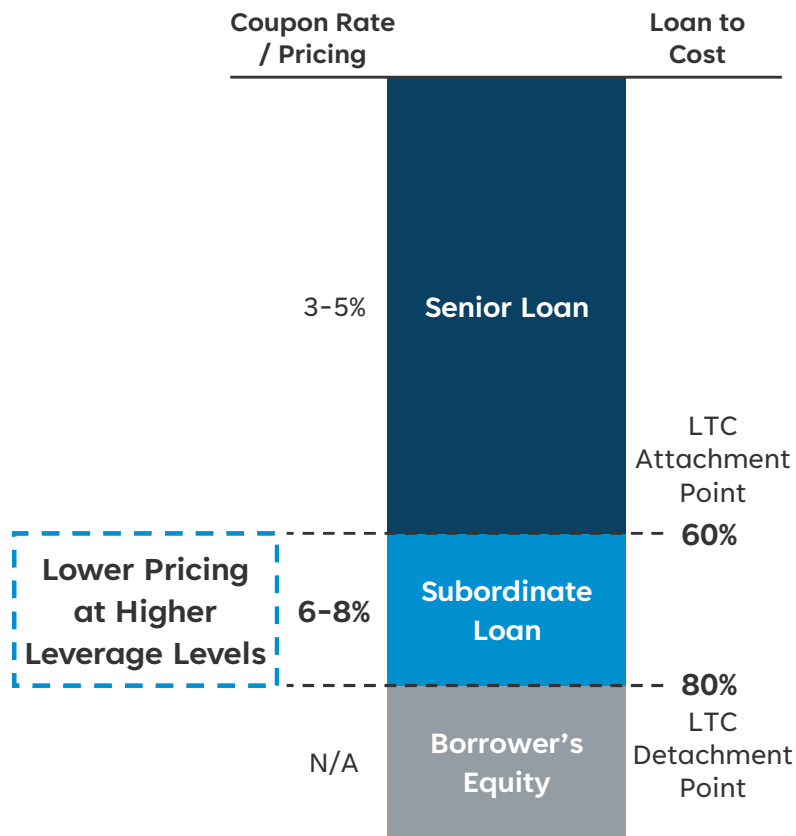 Coupon Rate
/ Pricing
Loan to
Cost
3-5%
Senior Loan
LTC
Attachment
Point
60%
Lower Pricing
at Higher
Leverage Levels
6-8%
Subordinate
Loan
80%
N/A
Borrower's
Equity
LTC
Detachment
Point